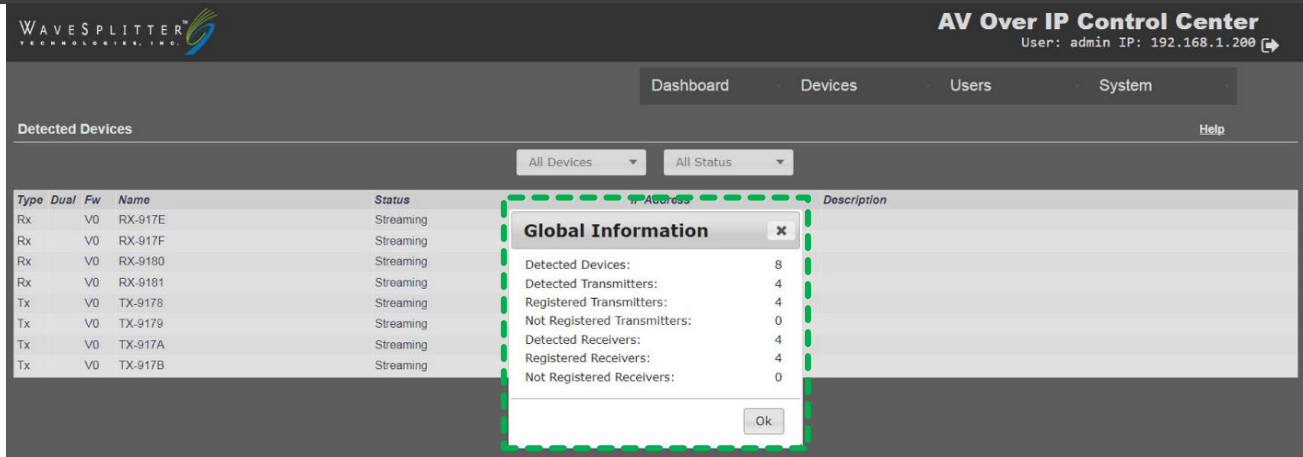 WAVESPLITTER™
TECHNOLOGIES, INC.
AV Over IP Control Center
User: admin IP: 192.168.1.200
Dashboard Devices Users System
Detected Devices Help
All Devices All Status
Type Dual Fw Name Status IP Address Description
Rx V0 RX-917E Streaming
Rx V0 RX-917F Streaming
Rx V0 RX-9180 Streaming
Rx V0 RX-9181 Streaming
Tx V0 TX-9178 Streaming
Tx V0 TX-9179 Streaming
Tx V0 TX-917A Streaming
Tx V0 TX-917B Streaming
Global Information
Detected Devices: 8
Detected Transmitters: 4
Registered Transmitters: 4
Not Registered Transmitters: 0
Detected Receivers: 4
Registered Receivers: 4
Not Registered Receivers: 0
Ok